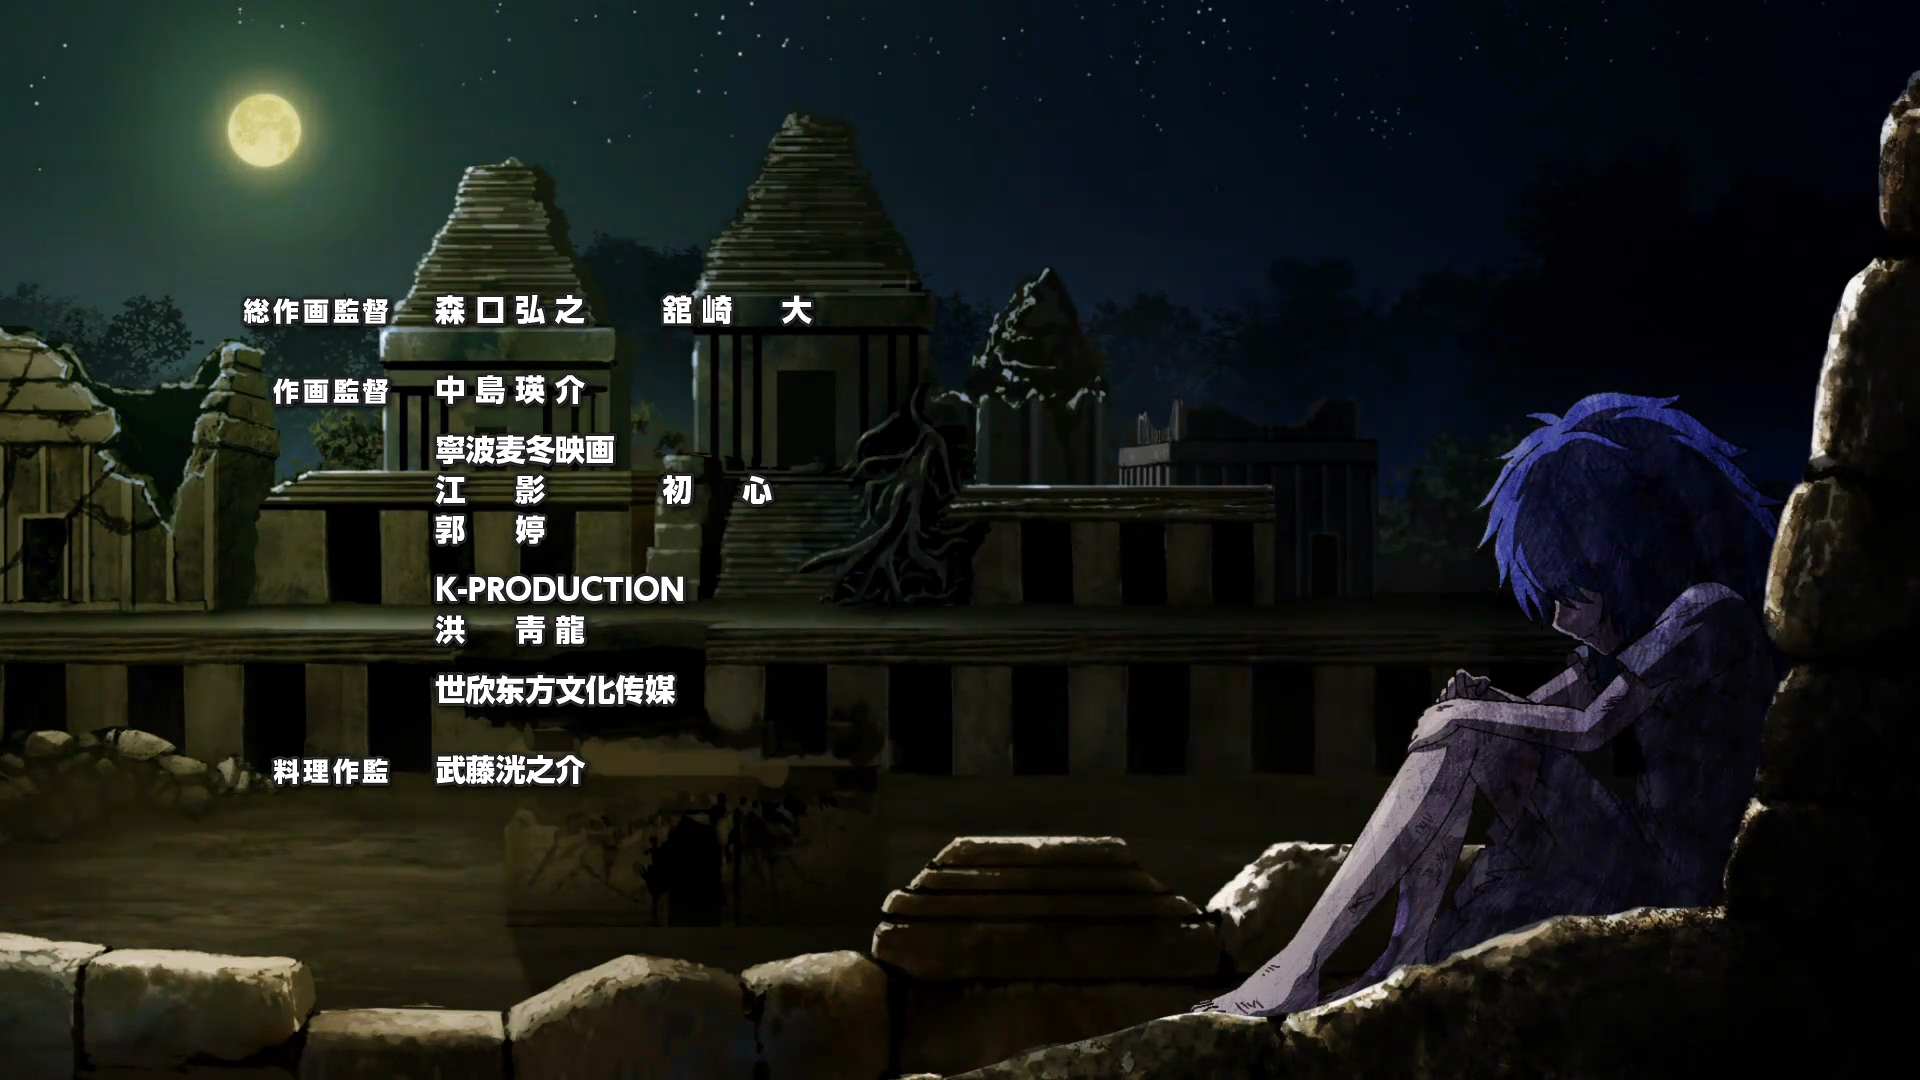 総作画監督 森口弘之 舘崎 大
作画監督 中島瑛介
寧波麦冬映画
江 影 初 心
郭 婷
K-PRODUCTION
洪 青龍
世欣东方文化传媒
料理作監 武藤洸之介